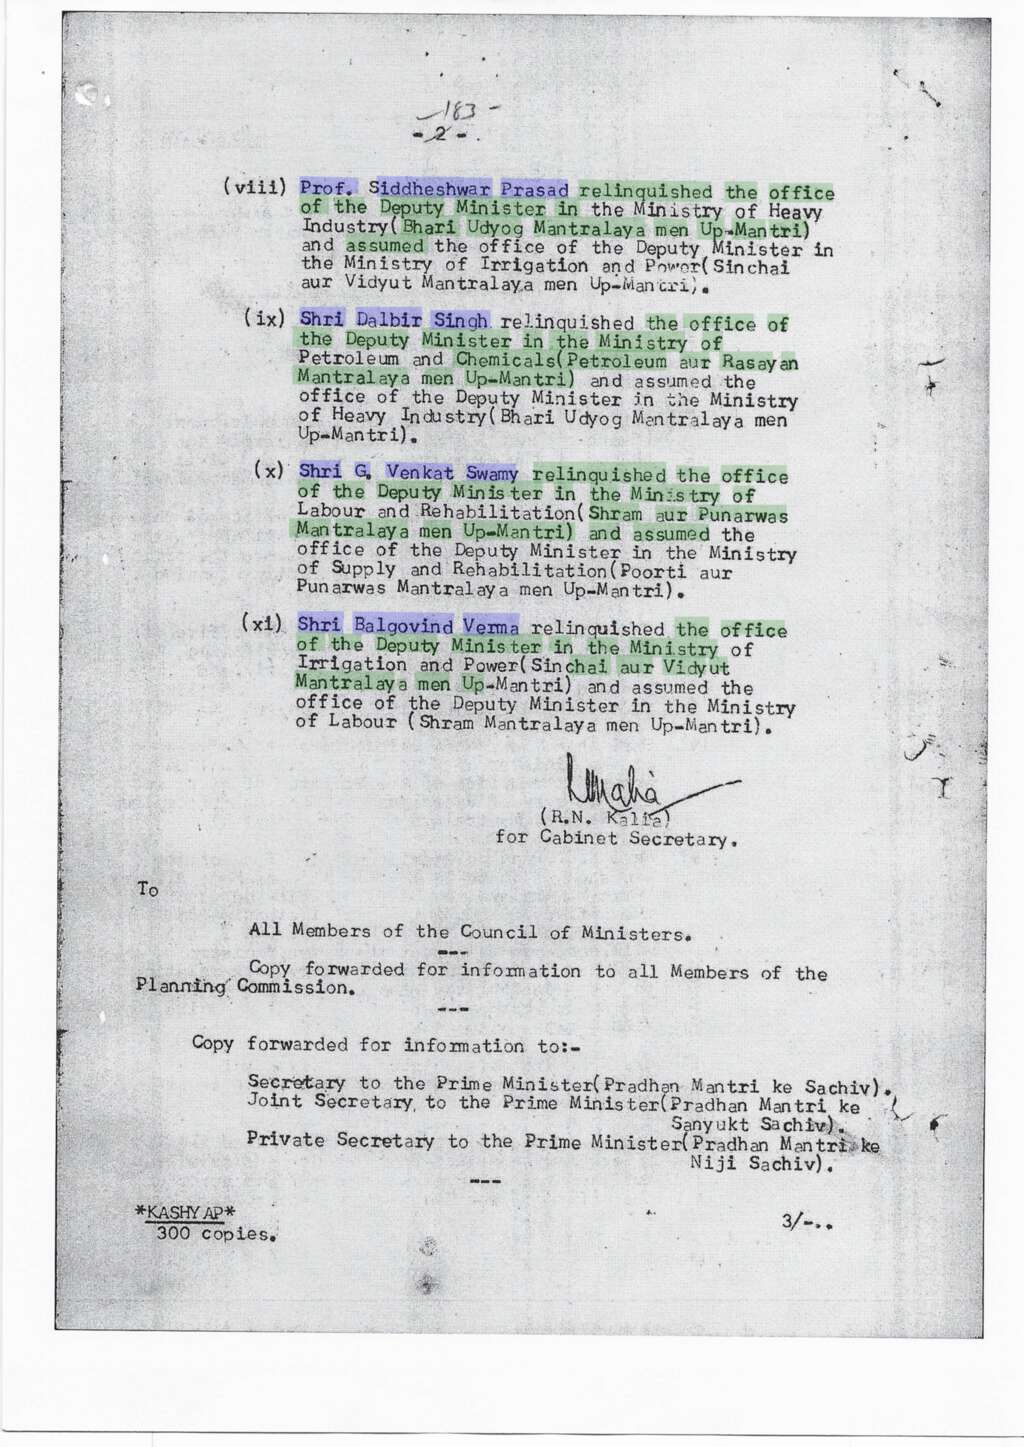 -183-
-2-.
(viii) Prof. Siddheshwar Prasad relinquished the office
of the Deputy Minister in the Ministry of Heavy
Industry(Bhari Udyog Mantralaya men Up-Mantri)
and assumed the office of the Deputy Minister in
the Ministry of Irrigation and Power(Sinchai
aur Vidyut Mantralaya men Up-Mantri).
(ix) Shri Dalbir Singh relinquished the office of
the Deputy Minister in the Ministry of
Petroleum and Chemicals(Petroleum aur Rasayan
Mantralaya men Up-Mantri) and assumed the
office of the Deputy Minister in the Ministry
of Heavy Industry(Bhari Udyog Mantralaya men
Up-Mantri).
(x) Shri G. Venkat Swamy relinquished the office
of the Deputy Minister in the Ministry of
Labour and Rehabilitation(Shram aur Punarwas
Mantralaya men Up-Mantri) and assumed the
office of the Deputy Minister in the Ministry
of Supply and Rehabilitation(Poorti aur
Punarwas Mantralaya men Up-Mantri).
(xi) Shri Balgovind Verma relinquished the office
of the Deputy Minister in the Ministry of
Irrigation and Power(Sinchai aur Vidyut
Mantralaya men Up-Mantri) and assumed the
office of the Deputy Minister in the Ministry
of Labour (Shram Mantralaya men Up-Mantri).
(R.N. Kalia)
for Cabinet Secretary.
To
All Members of the Council of Ministers.
---
Copy forwarded for information to all Members of the
Planning Commission.
---
Copy forwarded for information to:-
Secretary to the Prime Minister(Pradhan Mantri ke Sachiv).
Joint Secretary, to the Prime Minister(Pradhan Mantri ke
Sanyukt Sachiv).
Private Secretary to the Prime Minister(Pradhan Mantri ke
Niji Sachiv).
---
*KASHYAP*
300 copies.
3/-..